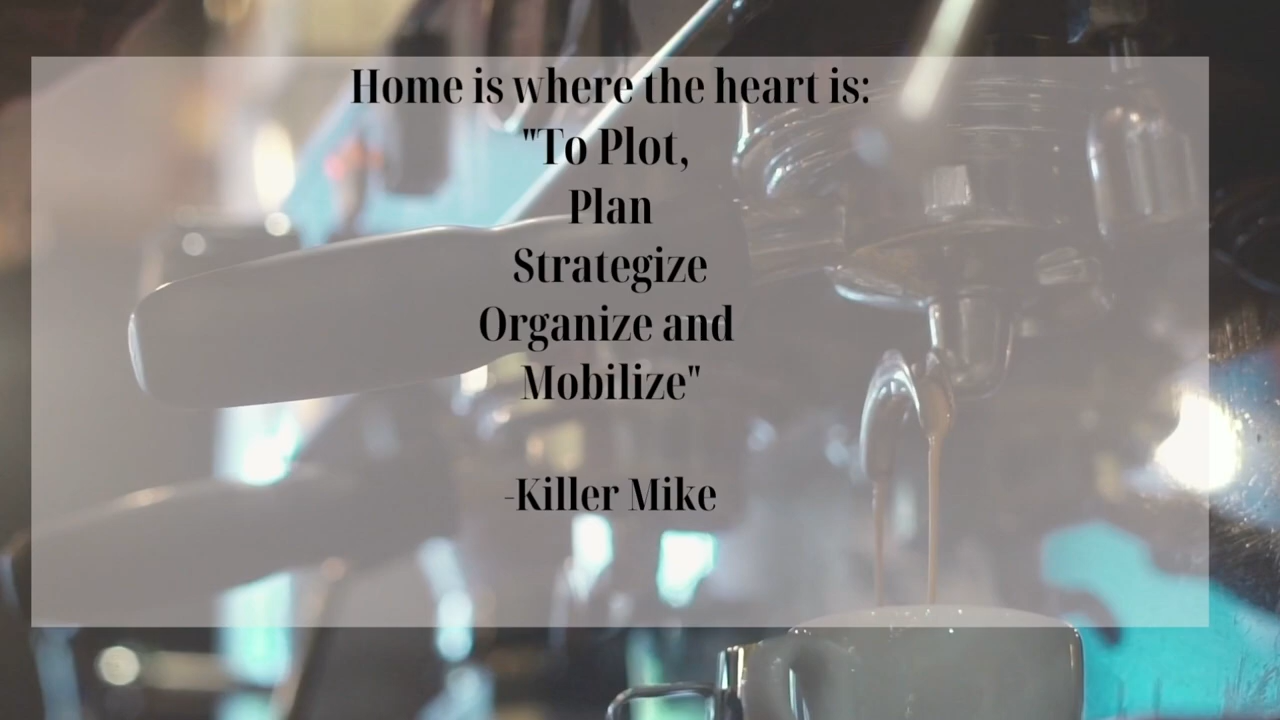 Home is where the heart is:
"To Plot,
Plan
Strategize
Organize and
Mobilize"
-Killer Mike